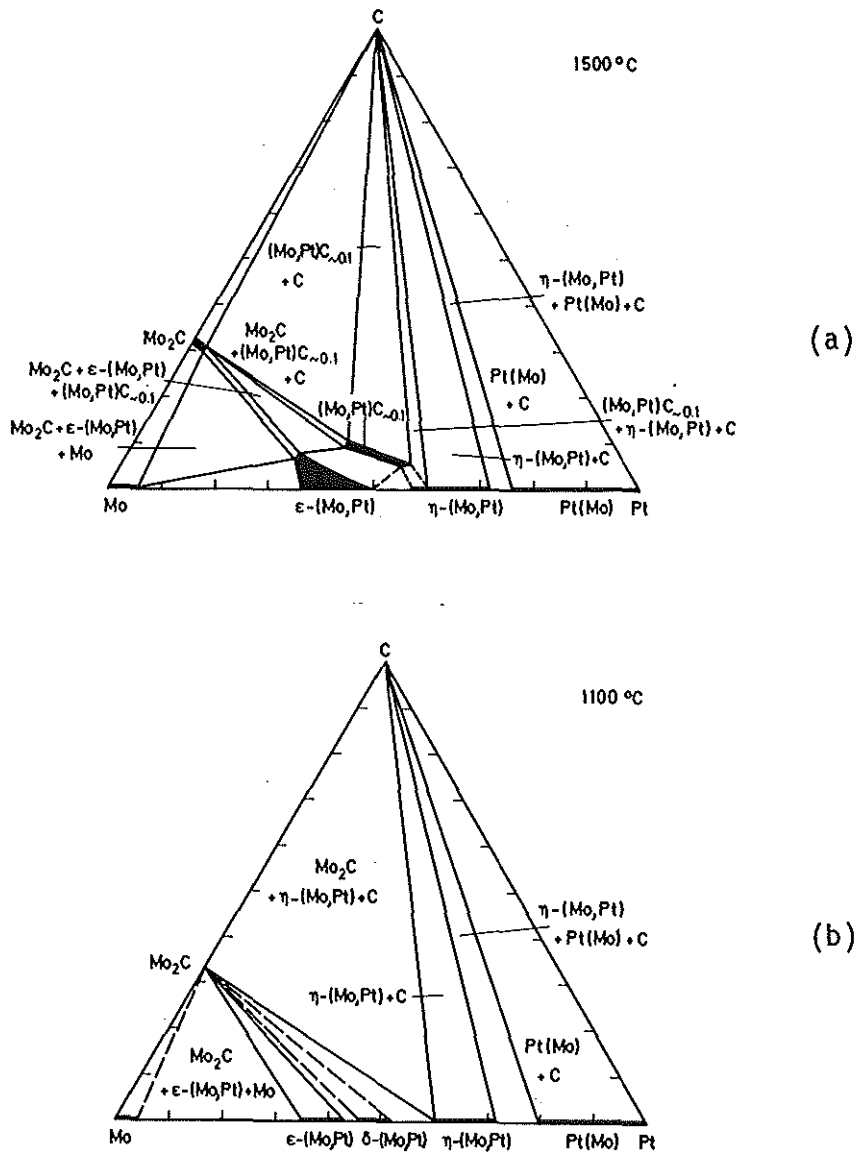 C
1500°C
(Mo,Pt)C~0.1
+ C
η-(Mo,Pt)
+ Pt(Mo) + C
(a)
Mo2C
Mo2C
+(Mo,Pt)C~0.1
+ C
Mo2C + ε-(Mo,Pt)
+(Mo,Pt)C~0.1
Pt(Mo)
+ C
(Mo,Pt)C~0.1
(Mo,Pt)C~0.1
+ η-(Mo,Pt) + C
Mo2C+ε-(Mo,Pt)
+ Mo
η-(Mo,Pt)+C
Mo
ε-(Mo,Pt)
η-(Mo,Pt)
Pt(Mo)
Pt
C
1100 °C
Mo2C
+ η-(Mo,Pt)+C
η-(Mo,Pt)
+ Pt(Mo) + C
(b)
Mo2C
η-(Mo,Pt)+C
Pt(Mo)
+ C
Mo2C
+ε-(Mo,Pt)+Mo
Mo
ε-(Mo,Pt)
δ-(Mo,Pt)
η-(Mo,Pt)
Pt(Mo)
Pt